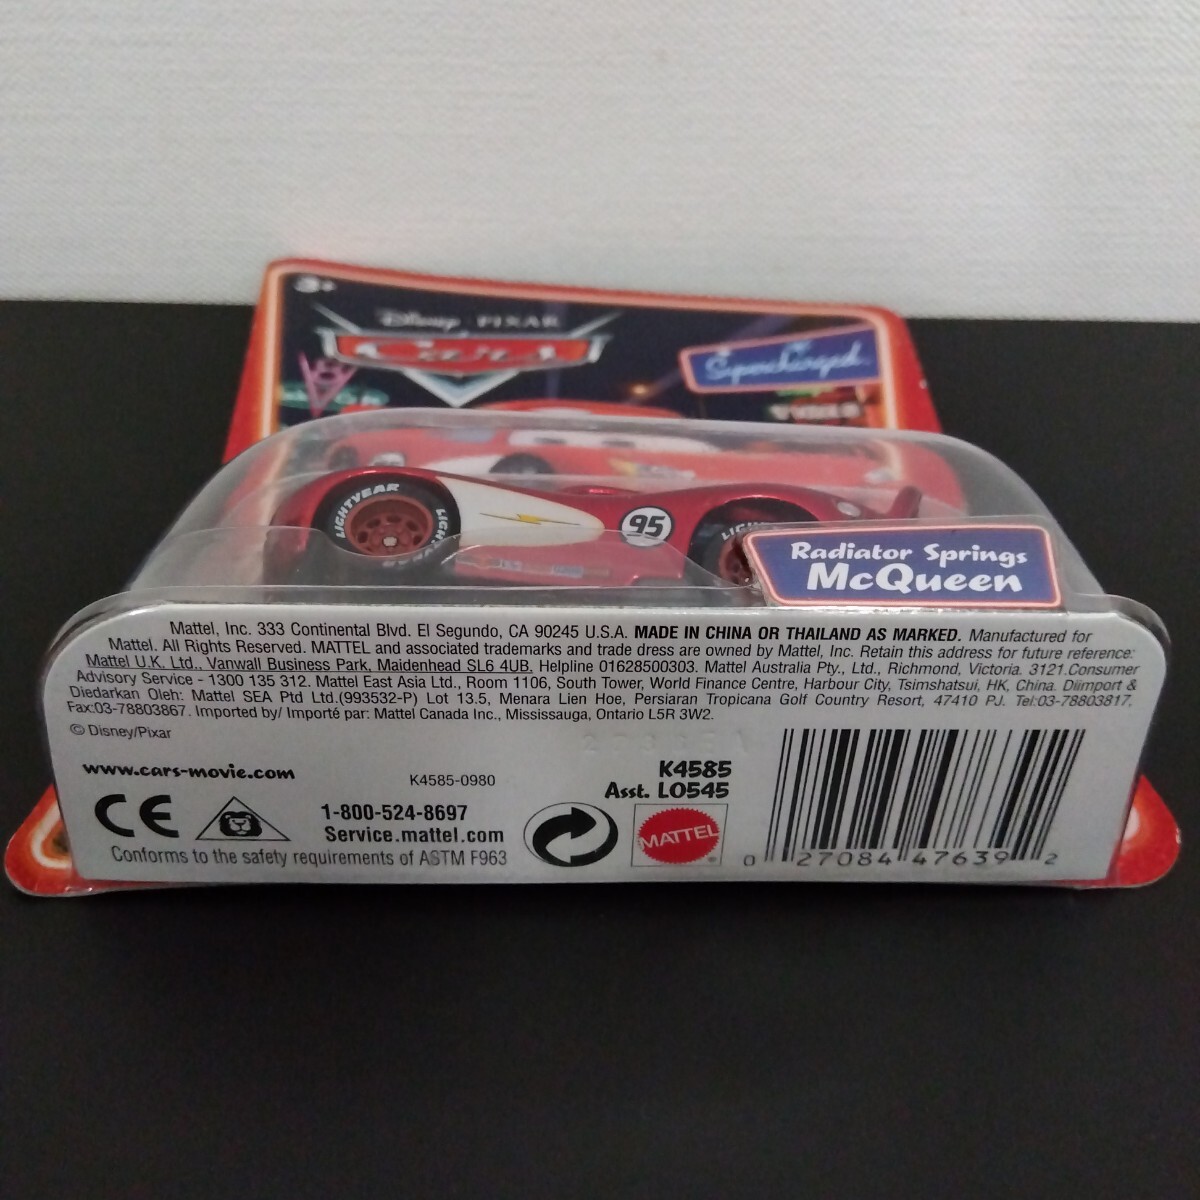 3+
Disney · PIXAR
Cars
Supercharged
LIGHTYEAR
95
Radiator Springs
McQueen
Mattel, Inc. 333 Continental Blvd. El Segundo, CA 90245 U.S.A. MADE IN CHINA OR THAILAND AS MARKED. Manufactured for
Mattel. All Rights Reserved. MATTEL and associated trademarks and trade dress are owned by Mattel, Inc. Retain this address for future reference:
Mattel U.K. Ltd., Vanwall Business Park, Maidenhead SL6 4UB. Helpline 01628500303. Mattel Australia Pty., Ltd., Richmond, Victoria. 3121.Consumer
Advisory Service - 1300 135 312. Mattel East Asia Ltd., Room 1106, South Tower, World Finance Centre, Harbour City, Tsimshatsui, HK, China. Diimport &
Diedarkan Oleh: Mattel SEA Ptd Ltd.(993532-P) Lot 13.5, Menara Lien Hoe, Persiaran Tropicana Golf Country Resort, 47410 PJ. Tel:03-78803817,
Fax:03-78803867. Imported by/ Importé par: Mattel Canada Inc., Mississauga, Ontario L5R 3W2.
© Disney/Pixar
www.cars-movie.com
K4585-0980
K4585
Asst. L0545
CE
1-800-524-8697
Service.mattel.com
Conforms to the safety requirements of ASTM F963
MATTEL
®
0 27084 47639 2